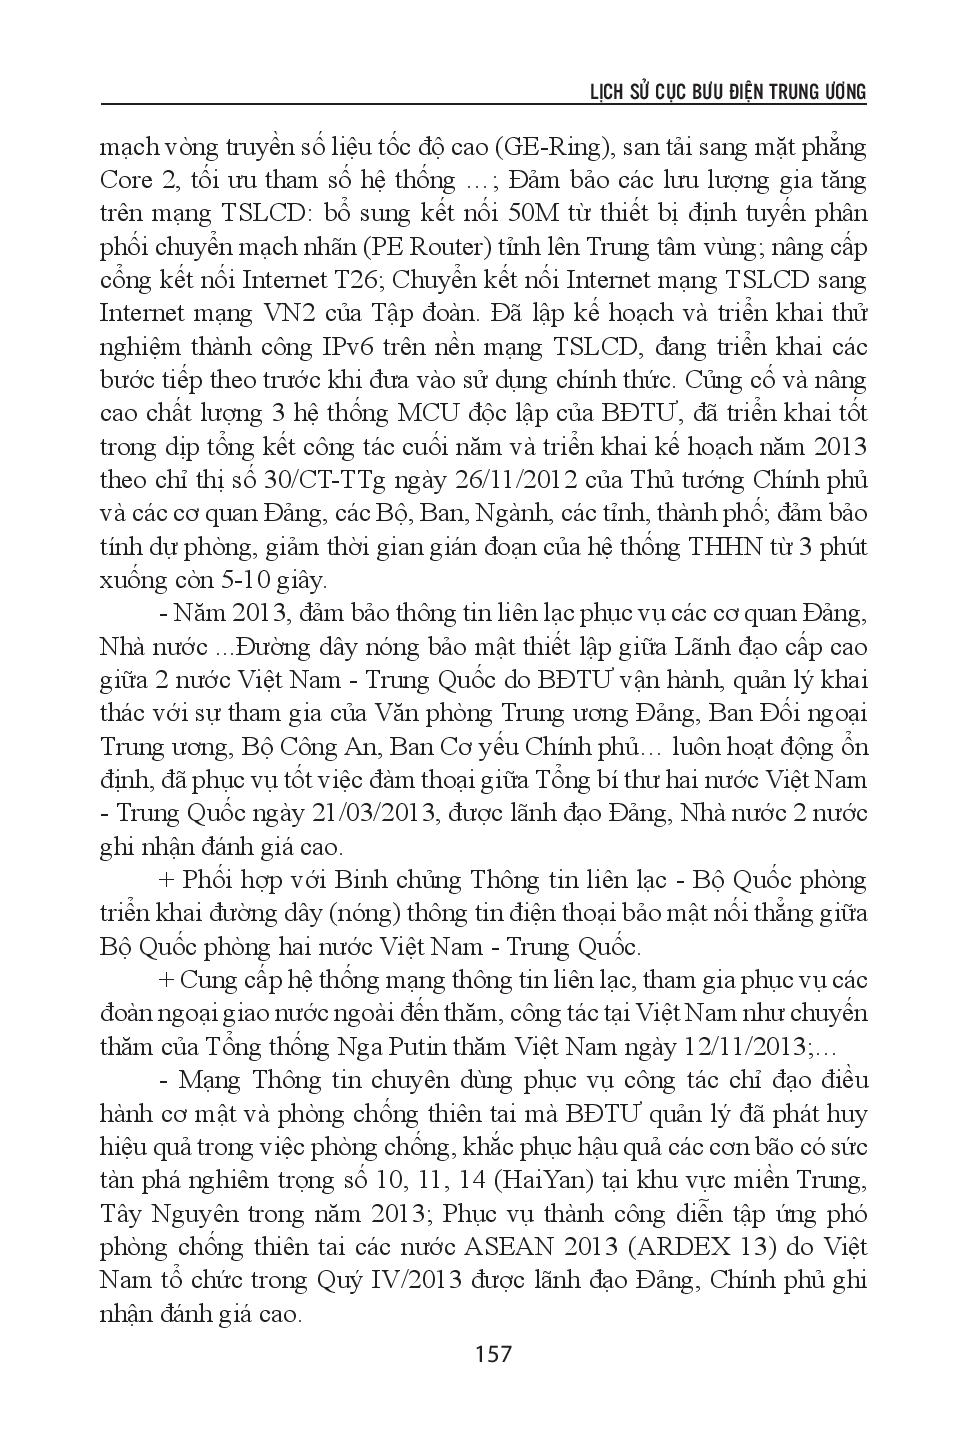 LỊCH SỬ CỤC BƯU ĐIỆN TRUNG ƯƠNG
mạch vòng truyền số liệu tốc độ cao (GE-Ring), san tải sang mặt phẳng
Core 2, tối ưu tham số hệ thống …; Đảm bảo các lưu lượng gia tăng
trên mạng TSLCD: bổ sung kết nối 50M từ thiết bị định tuyến phân
phối chuyển mạch nhãn (PE Router) tỉnh lên Trung tâm vùng; nâng cấp
cổng kết nối Internet T26; Chuyển kết nối Internet mạng TSLCD sang
Internet mạng VN2 của Tập đoàn. Đã lập kế hoạch và triển khai thử
nghiệm thành công IPv6 trên nền mạng TSLCD, đang triển khai các
bước tiếp theo trước khi đưa vào sử dụng chính thức. Củng cố và nâng
cao chất lượng 3 hệ thống MCU độc lập của BĐTƯ, đã triển khai tốt
trong dịp tổng kết công tác cuối năm và triển khai kế hoạch năm 2013
theo chỉ thị số 30/CT-TTg ngày 26/11/2012 của Thủ tướng Chính phủ
và các cơ quan Đảng, các Bộ, Ban, Ngành, các tỉnh, thành phố; đảm bảo
tính dự phòng, giảm thời gian gián đoạn của hệ thống THHN từ 3 phút
xuống còn 5-10 giây.
- Năm 2013, đảm bảo thông tin liên lạc phục vụ các cơ quan Đảng,
Nhà nước ...Đường dây nóng bảo mật thiết lập giữa Lãnh đạo cấp cao
giữa 2 nước Việt Nam - Trung Quốc do BĐTƯ vận hành, quản lý khai
thác với sự tham gia của Văn phòng Trung ương Đảng, Ban Đối ngoại
Trung ương, Bộ Công An, Ban Cơ yếu Chính phủ… luôn hoạt động ổn
định, đã phục vụ tốt việc đàm thoại giữa Tổng bí thư hai nước Việt Nam
- Trung Quốc ngày 21/03/2013, được lãnh đạo Đảng, Nhà nước 2 nước
ghi nhận đánh giá cao.
+ Phối hợp với Binh chủng Thông tin liên lạc - Bộ Quốc phòng
triển khai đường dây (nóng) thông tin điện thoại bảo mật nối thẳng giữa
Bộ Quốc phòng hai nước Việt Nam - Trung Quốc.
+ Cung cấp hệ thống mạng thông tin liên lạc, tham gia phục vụ các
đoàn ngoại giao nước ngoài đến thăm, công tác tại Việt Nam như chuyến
thăm của Tổng thống Nga Putin thăm Việt Nam ngày 12/11/2013;…
- Mạng Thông tin chuyên dùng phục vụ công tác chỉ đạo điều
hành cơ mật và phòng chống thiên tai mà BĐTƯ quản lý đã phát huy
hiệu quả trong việc phòng chống, khắc phục hậu quả các cơn bão có sức
tàn phá nghiêm trọng số 10, 11, 14 (HaiYan) tại khu vực miền Trung,
Tây Nguyên trong năm 2013; Phục vụ thành công diễn tập ứng phó
phòng chống thiên tai các nước ASEAN 2013 (ARDEX 13) do Việt
Nam tổ chức trong Quý IV/2013 được lãnh đạo Đảng, Chính phủ ghi
nhận đánh giá cao.
157